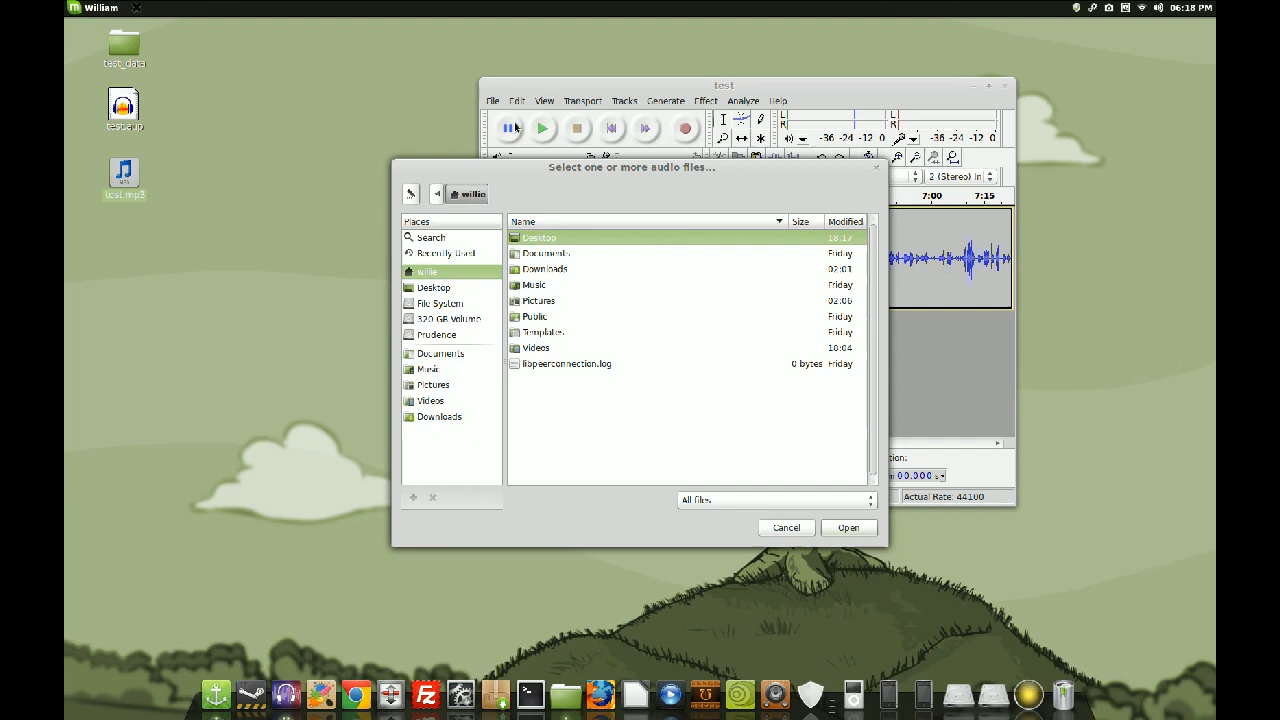 William
06:18 PM
test_data
test.aup
MP3
test.mp3
test
File Edit View Transport Tracks Generate Effect Analyze Help
L
R
-36 -24 -12 0
L
R
-36 -24 -12 0
2 (Stereo) In
7:00 7:15
Select one or more audio files...
willie
Places
Search
Recently Used
willie
Desktop
File System
320 GB Volume
Prudence
Documents
Music
Pictures
Videos
Downloads
Name Size Modified
Desktop 18:17
Documents Friday
Downloads 02:01
Music Friday
Pictures 02:06
Public Friday
Templates Friday
Videos 18:04
libpeerconnection.log 0 bytes Friday
All files
Cancel Open
Actual Rate: 44100